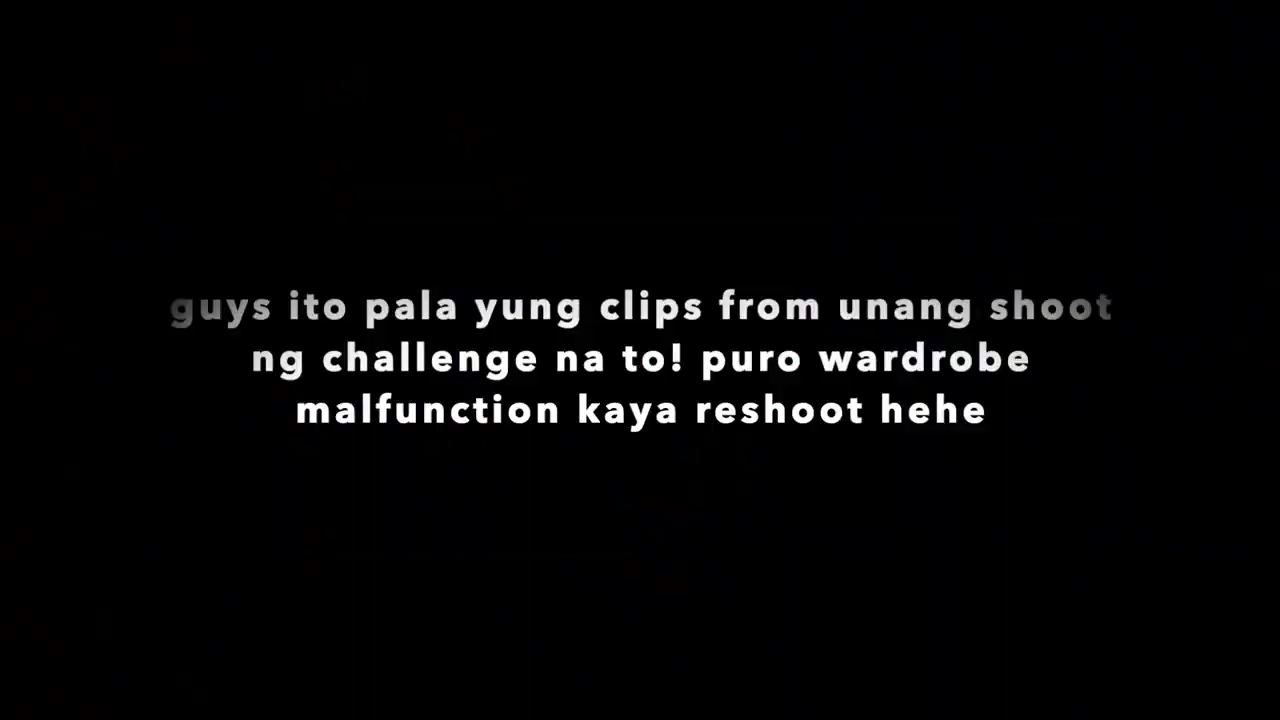 guys ito pala yung clips from unang shoot
ng challenge na to! puro wardrobe
malfunction kaya reshoot hehe